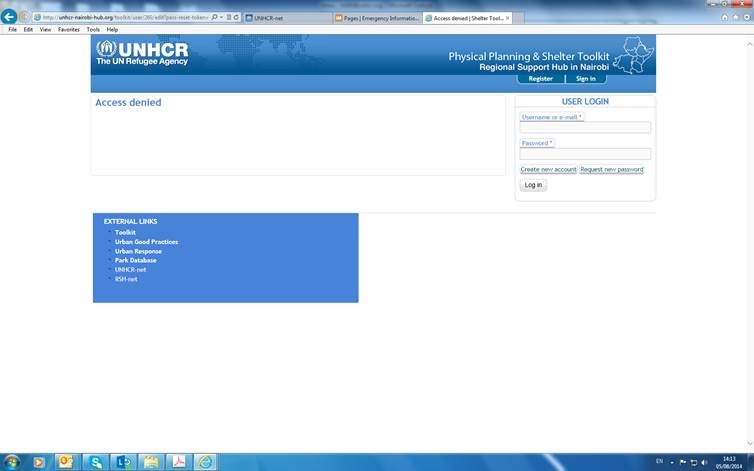 http://unhcr-nairobi-hub.org/toolkit/user/260/edit?pass-reset-token=
UNHCR-net
Pages | Emergency Informatio...
Access denied | Shelter Tool...
File Edit View Favorites Tools Help
UNHCR
The UN Refugee Agency
Physical Planning & Shelter Toolkit
Regional Support Hub in Nairobi
Register Sign in
Access denied
USER LOGIN
Username or e-mail *
Password *
Create new account Request new password
Log in
EXTERNAL LINKS
Toolkit
Urban Good Practices
Urban Response
Park Database
UNHCR-net
RSH-net
EN
14:13
05/08/2014